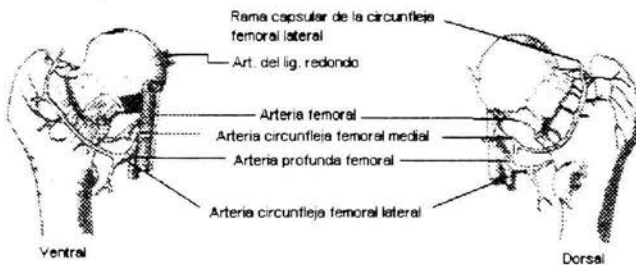 Rama capsular de la circunfleja
femoral lateral
Art. del lig. redondo
Arteria femoral
Arteria circunfleja femoral medial
Arteria profunda femoral
Arteria circunfleja femoral lateral
Ventral
Dorsal